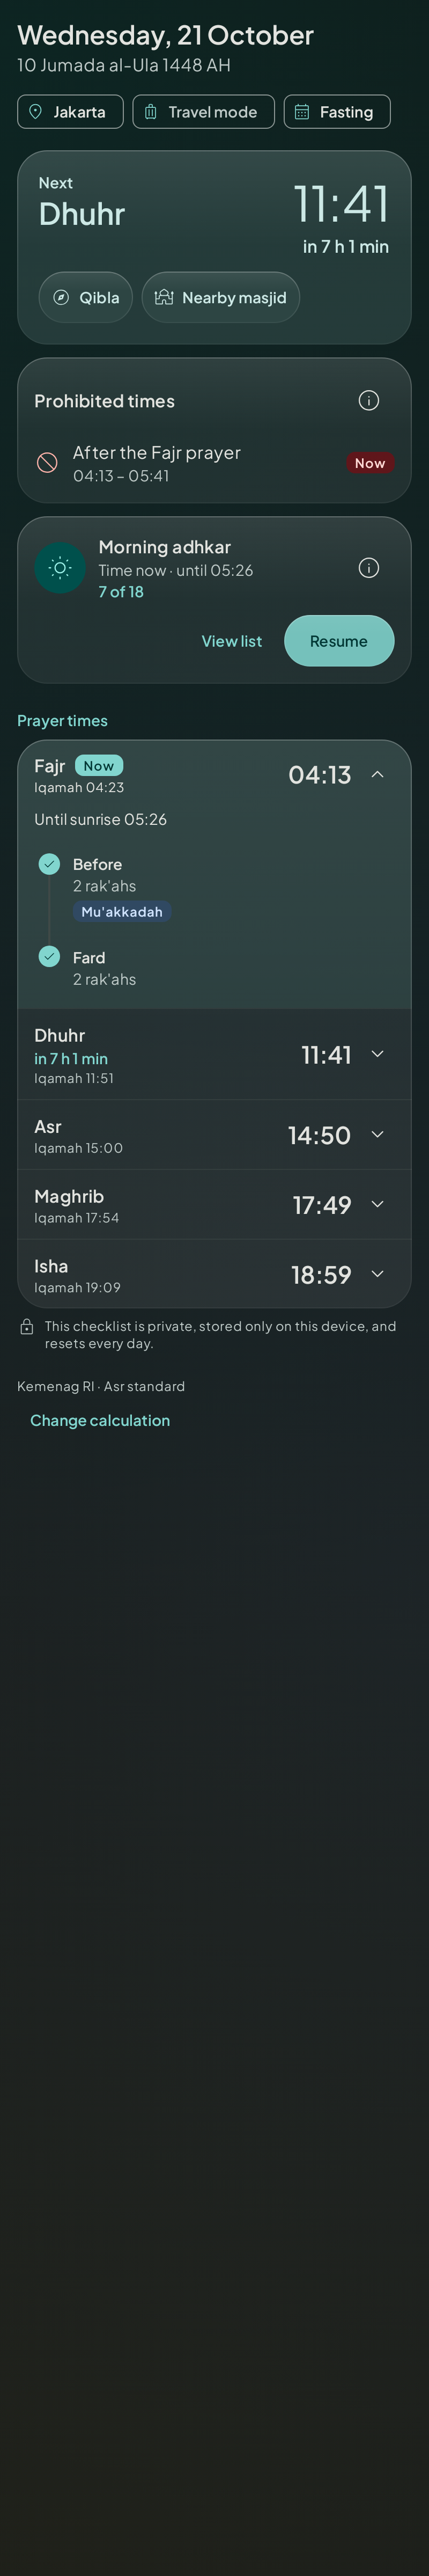 Wednesday, 21 October
10 Jumada al-Ula 1448 AH
Jakarta
Travel mode
Fasting
Next
Dhuhr
11:41
in 7 h 1 min
Qibla
Nearby masjid
Prohibited times
After the Fajr prayer
04:13 – 05:41
Now
Morning adhkar
Time now · until 05:26
7 of 18
View list
Resume
Prayer times
Fajr
Now
Iqamah 04:23
04:13
Until sunrise 05:26
Before
2 rak'ahs
Mu'akkadah
Fard
2 rak'ahs
Dhuhr
in 7 h 1 min
Iqamah 11:51
11:41
Asr
Iqamah 15:00
14:50
Maghrib
Iqamah 17:54
17:49
Isha
Iqamah 19:09
18:59
This checklist is private, stored only on this device, and
resets every day.
Kemenag RI · Asr standard
Change calculation